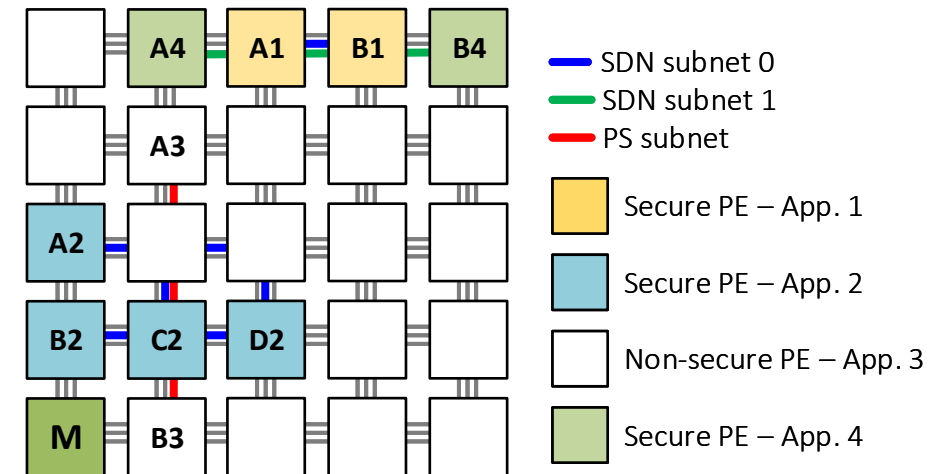 A4 A1 B1 B4
A3
A2
B2 C2 D2
M B3
SDN subnet 0
SDN subnet 1
PS subnet
Secure PE – App. 1
Secure PE – App. 2
Non-secure PE – App. 3
Secure PE – App. 4